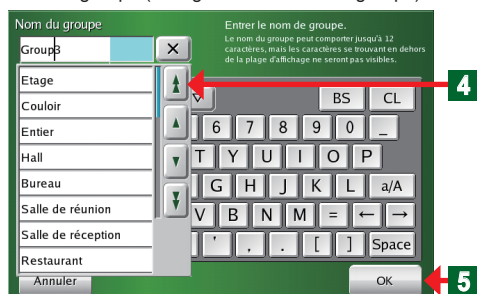 Nom du groupe
Entrer le nom de groupe.
Le nom du groupe peut comporter jusqu'à 12
caractères, mais les caractères se trouvant en dehors
de la plage d'affichage ne seront pas visibles.
Group3
Etage
Couloir
Entier
Hall
Bureau
Salle de réunion
Salle de réception
Restaurant
BS CL
6 7 8 9 0 _
T Y U I O P
G H J K L a/A
V B N M = ← →
' , . [ ] Space
Annuler
OK
4
5